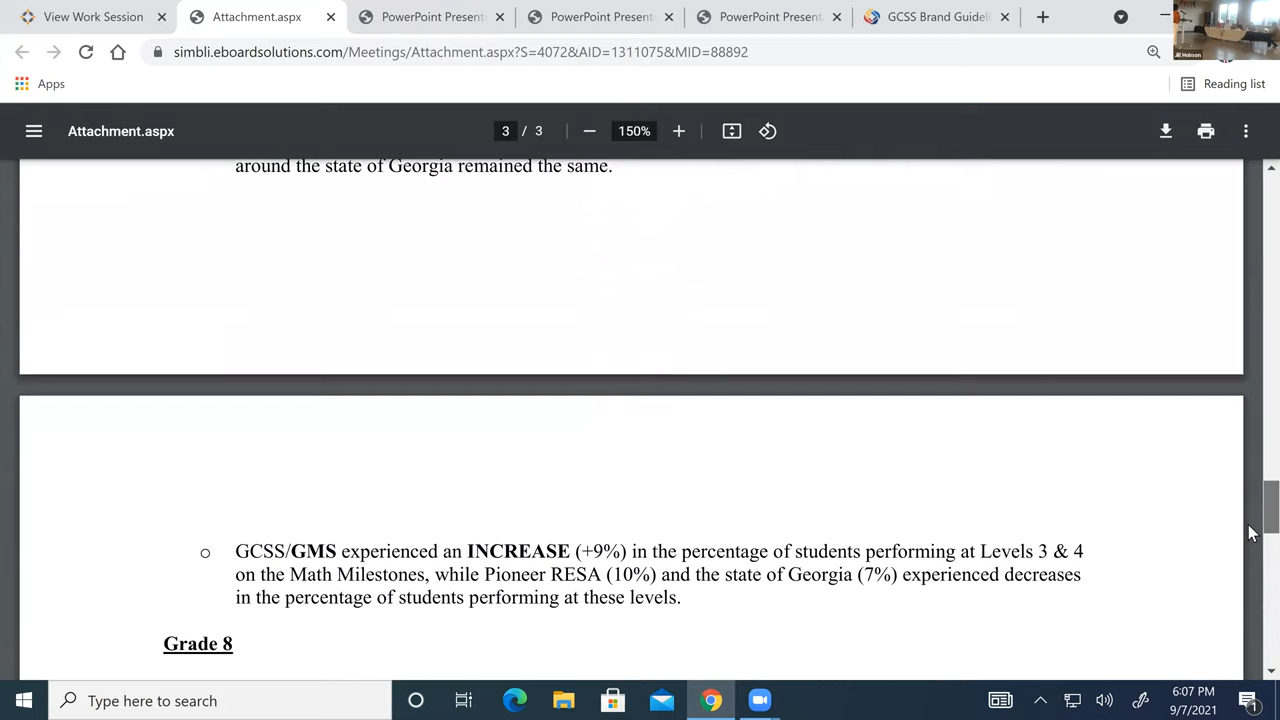 View Work Session
Attachment.aspx
PowerPoint Present
PowerPoint Present
PowerPoint Present
GCSS Brand Guideli
simbli.eboardsolutions.com/Meetings/Attachment.aspx?S=4072&AID=1311075&MID=88892
Jill Hobson
Apps
Reading list
Attachment.aspx
3 / 3
150%
around the state of Georgia remained the same.
o GCSS/GMS experienced an INCREASE (+9%) in the percentage of students performing at Levels 3 & 4
on the Math Milestones, while Pioneer RESA (10%) and the state of Georgia (7%) experienced decreases
in the percentage of students performing at these levels.
Grade 8
Type here to search
6:07 PM
9/7/2021
1